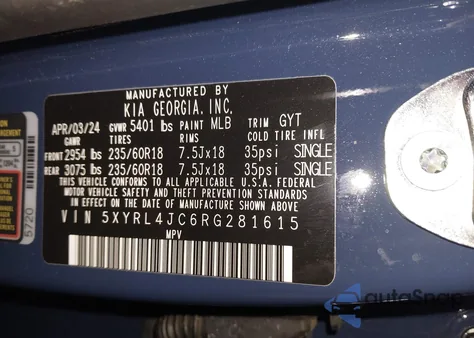 MANUFACTURED BY
KIA GEORGIA, INC.
APR/03/24 GVWR 5401 lbs PAINT MLB TRIM GYT
GAWR TIRES RIMS COLD TIRE INFL
FRONT 2954 lbs 235/60R18 7.5Jx18 35psi SINGLE
REAR 3075 lbs 235/60R18 7.5Jx18 35psi SINGLE
THIS VEHICLE CONFORMS TO ALL APPLICABLE U.S.A. FEDERAL
MOTOR VEHICLE SAFETY AND THEFT PREVENTION STANDARDS
IN EFFECT ON THE DATE OF MANUFACTURE SHOWN ABOVE
VIN 5XYRL4JC6RG281615
MPV
5720
autoSnap